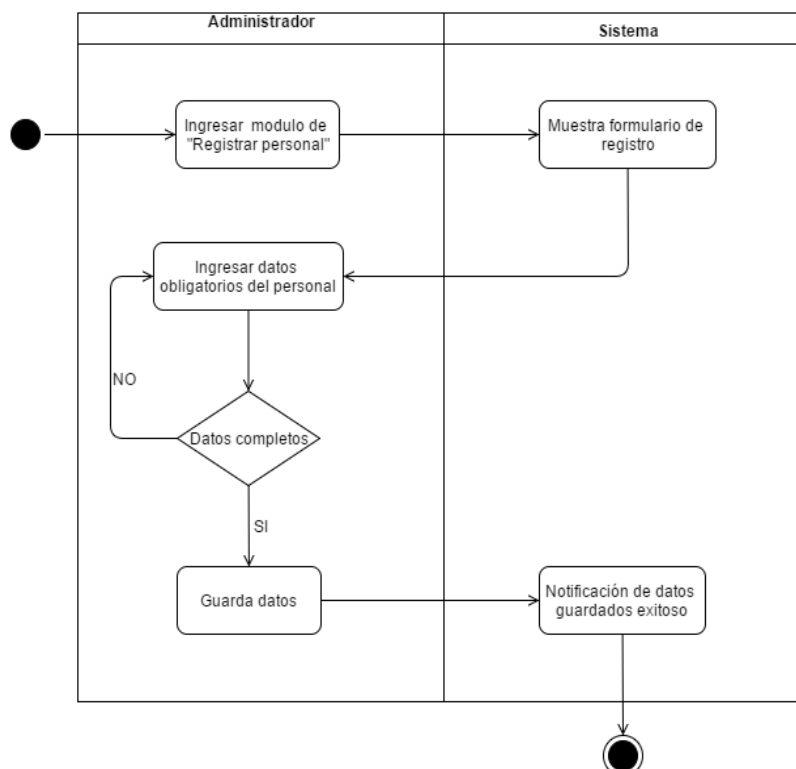 Administrador
Sistema
Ingresar modulo de
"Registrar personal"
Muestra formulario de
registro
Ingresar datos
obligatorios del personal
NO
Datos completos
SI
Guarda datos
Notificación de datos
guardados exitoso